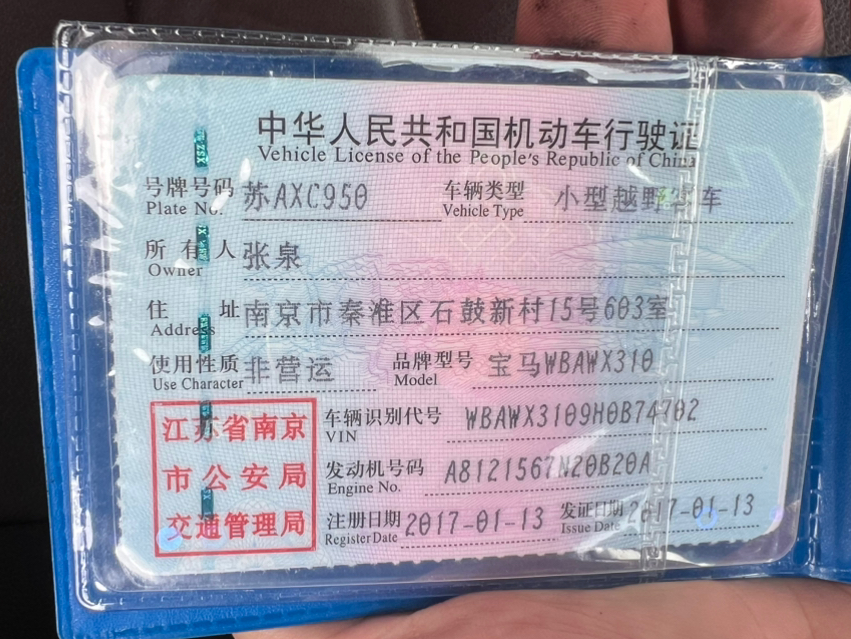 中华人民共和国机动车行驶证
Vehicle License of the People's Republic of China
号牌号码 苏AXC950 车辆类型 小型越野客车
Plate No. Vehicle Type
所有人 张泉
Owner
住址 南京市秦淮区石鼓新村15号603室
Address
使用性质 非营运 品牌型号 宝马WBAWX310
Use Character Model
江苏省南京
市公安局
交通管理局
车辆识别代号 WBAWX3109H0B74702
VIN
发动机号码 A8121567N20B20A
Engine No.
注册日期 2017-01-13 发证日期 2017-01-13
Register Date Issue Date